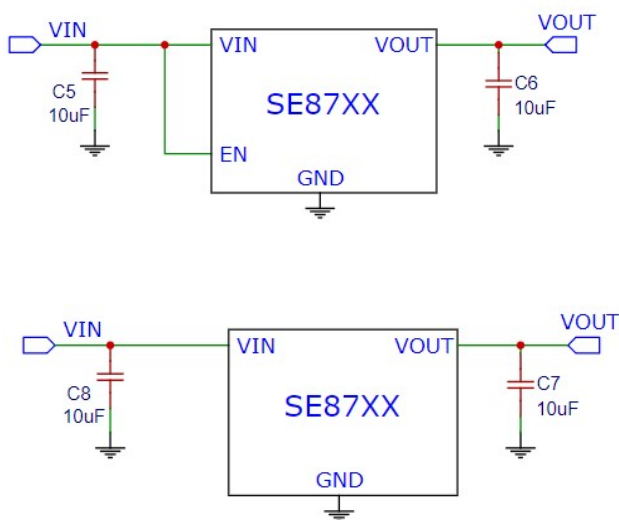 VIN
VOUT
VIN
VOUT
C5
10uF
SE87XX
C6
10uF
EN
GND
VIN
VOUT
VIN
VOUT
C8
10uF
SE87XX
C7
10uF
GND